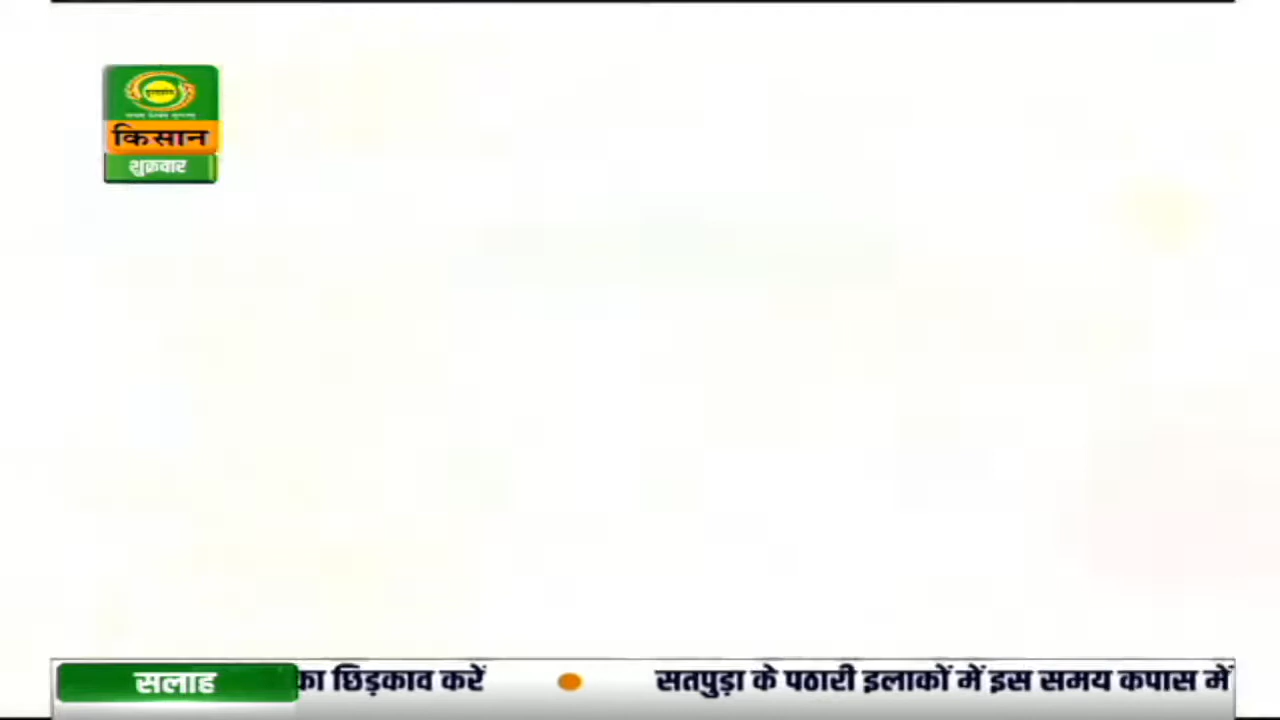 किसान
शुक्रवार
सलाह
का छिड़काव करें
सतपुड़ा के पठारी इलाकों में इस समय कपास में